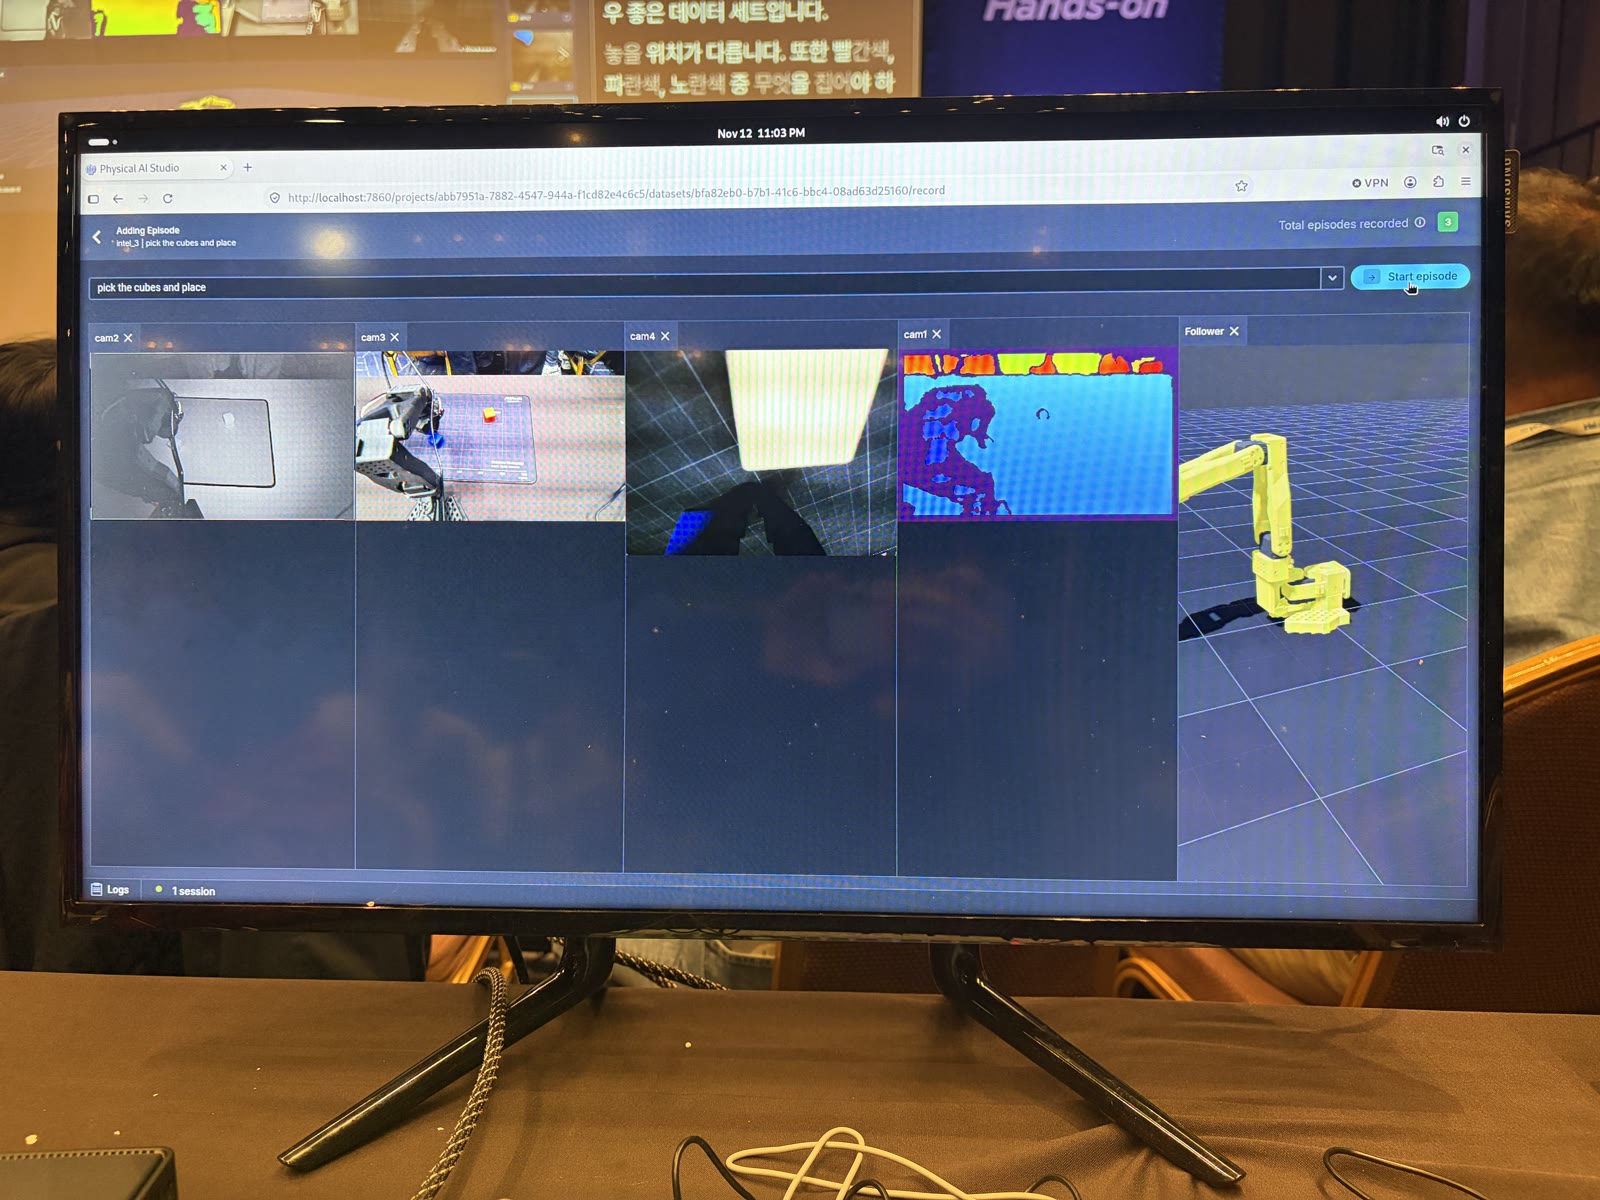 우 좋은 데이터 세트입니다.
놓을 위치가 다릅니다. 또한 빨간색,
파란색, 노란색 중 무엇을 집어야 하
Hands-on
Nov 12 11:03 PM
Physical AI Studio
http://localhost:7860/projects/abb7951a-7882-4547-944a-f1cd82e4c6c5/datasets/bfa82eb0-b7b1-41c6-bbc4-08ad63d25160/record
VPN
Adding Episode
intel_3 | pick the cubes and place
Total episodes recorded
3
pick the cubes and place
Start episode
cam2
cam3
cam4
cam1
Follower
Logs
1 session
SAMSUNG